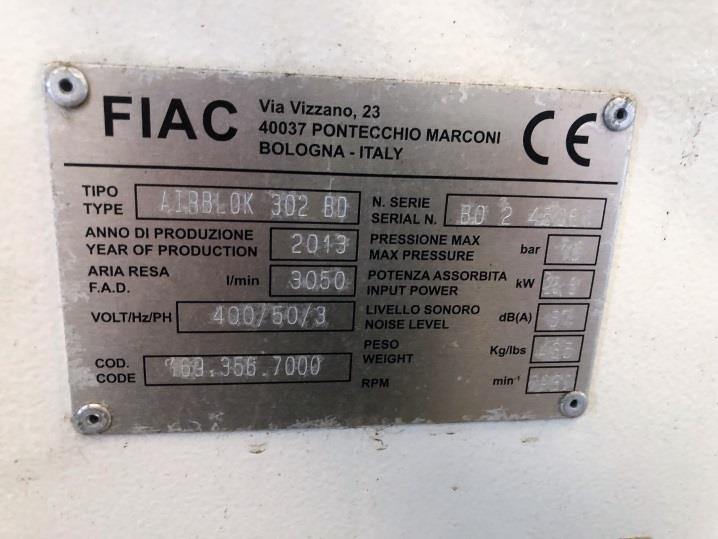 FIAC
Via Vizzano, 23
40037 PONTECCHIO MARCONI
BOLOGNA - ITALY
CE
TIPO
TYPE
AIRBLOK 302 BD
N. SERIE
SERIAL N.
BD 2
ANNO DI PRODUZIONE
YEAR OF PRODUCTION
2013
PRESSIONE MAX
MAX PRESSURE
bar
ARIA RESA
F.A.D.
l/min
3050
POTENZA ASSORBITA
INPUT POWER
kW
VOLT/Hz/PH
400/50/3
LIVELLO SONORO
NOISE LEVEL
dB(A)
PESO
WEIGHT
Kg/lbs
COD.
CODE
163.356.7000
RPM
min-1